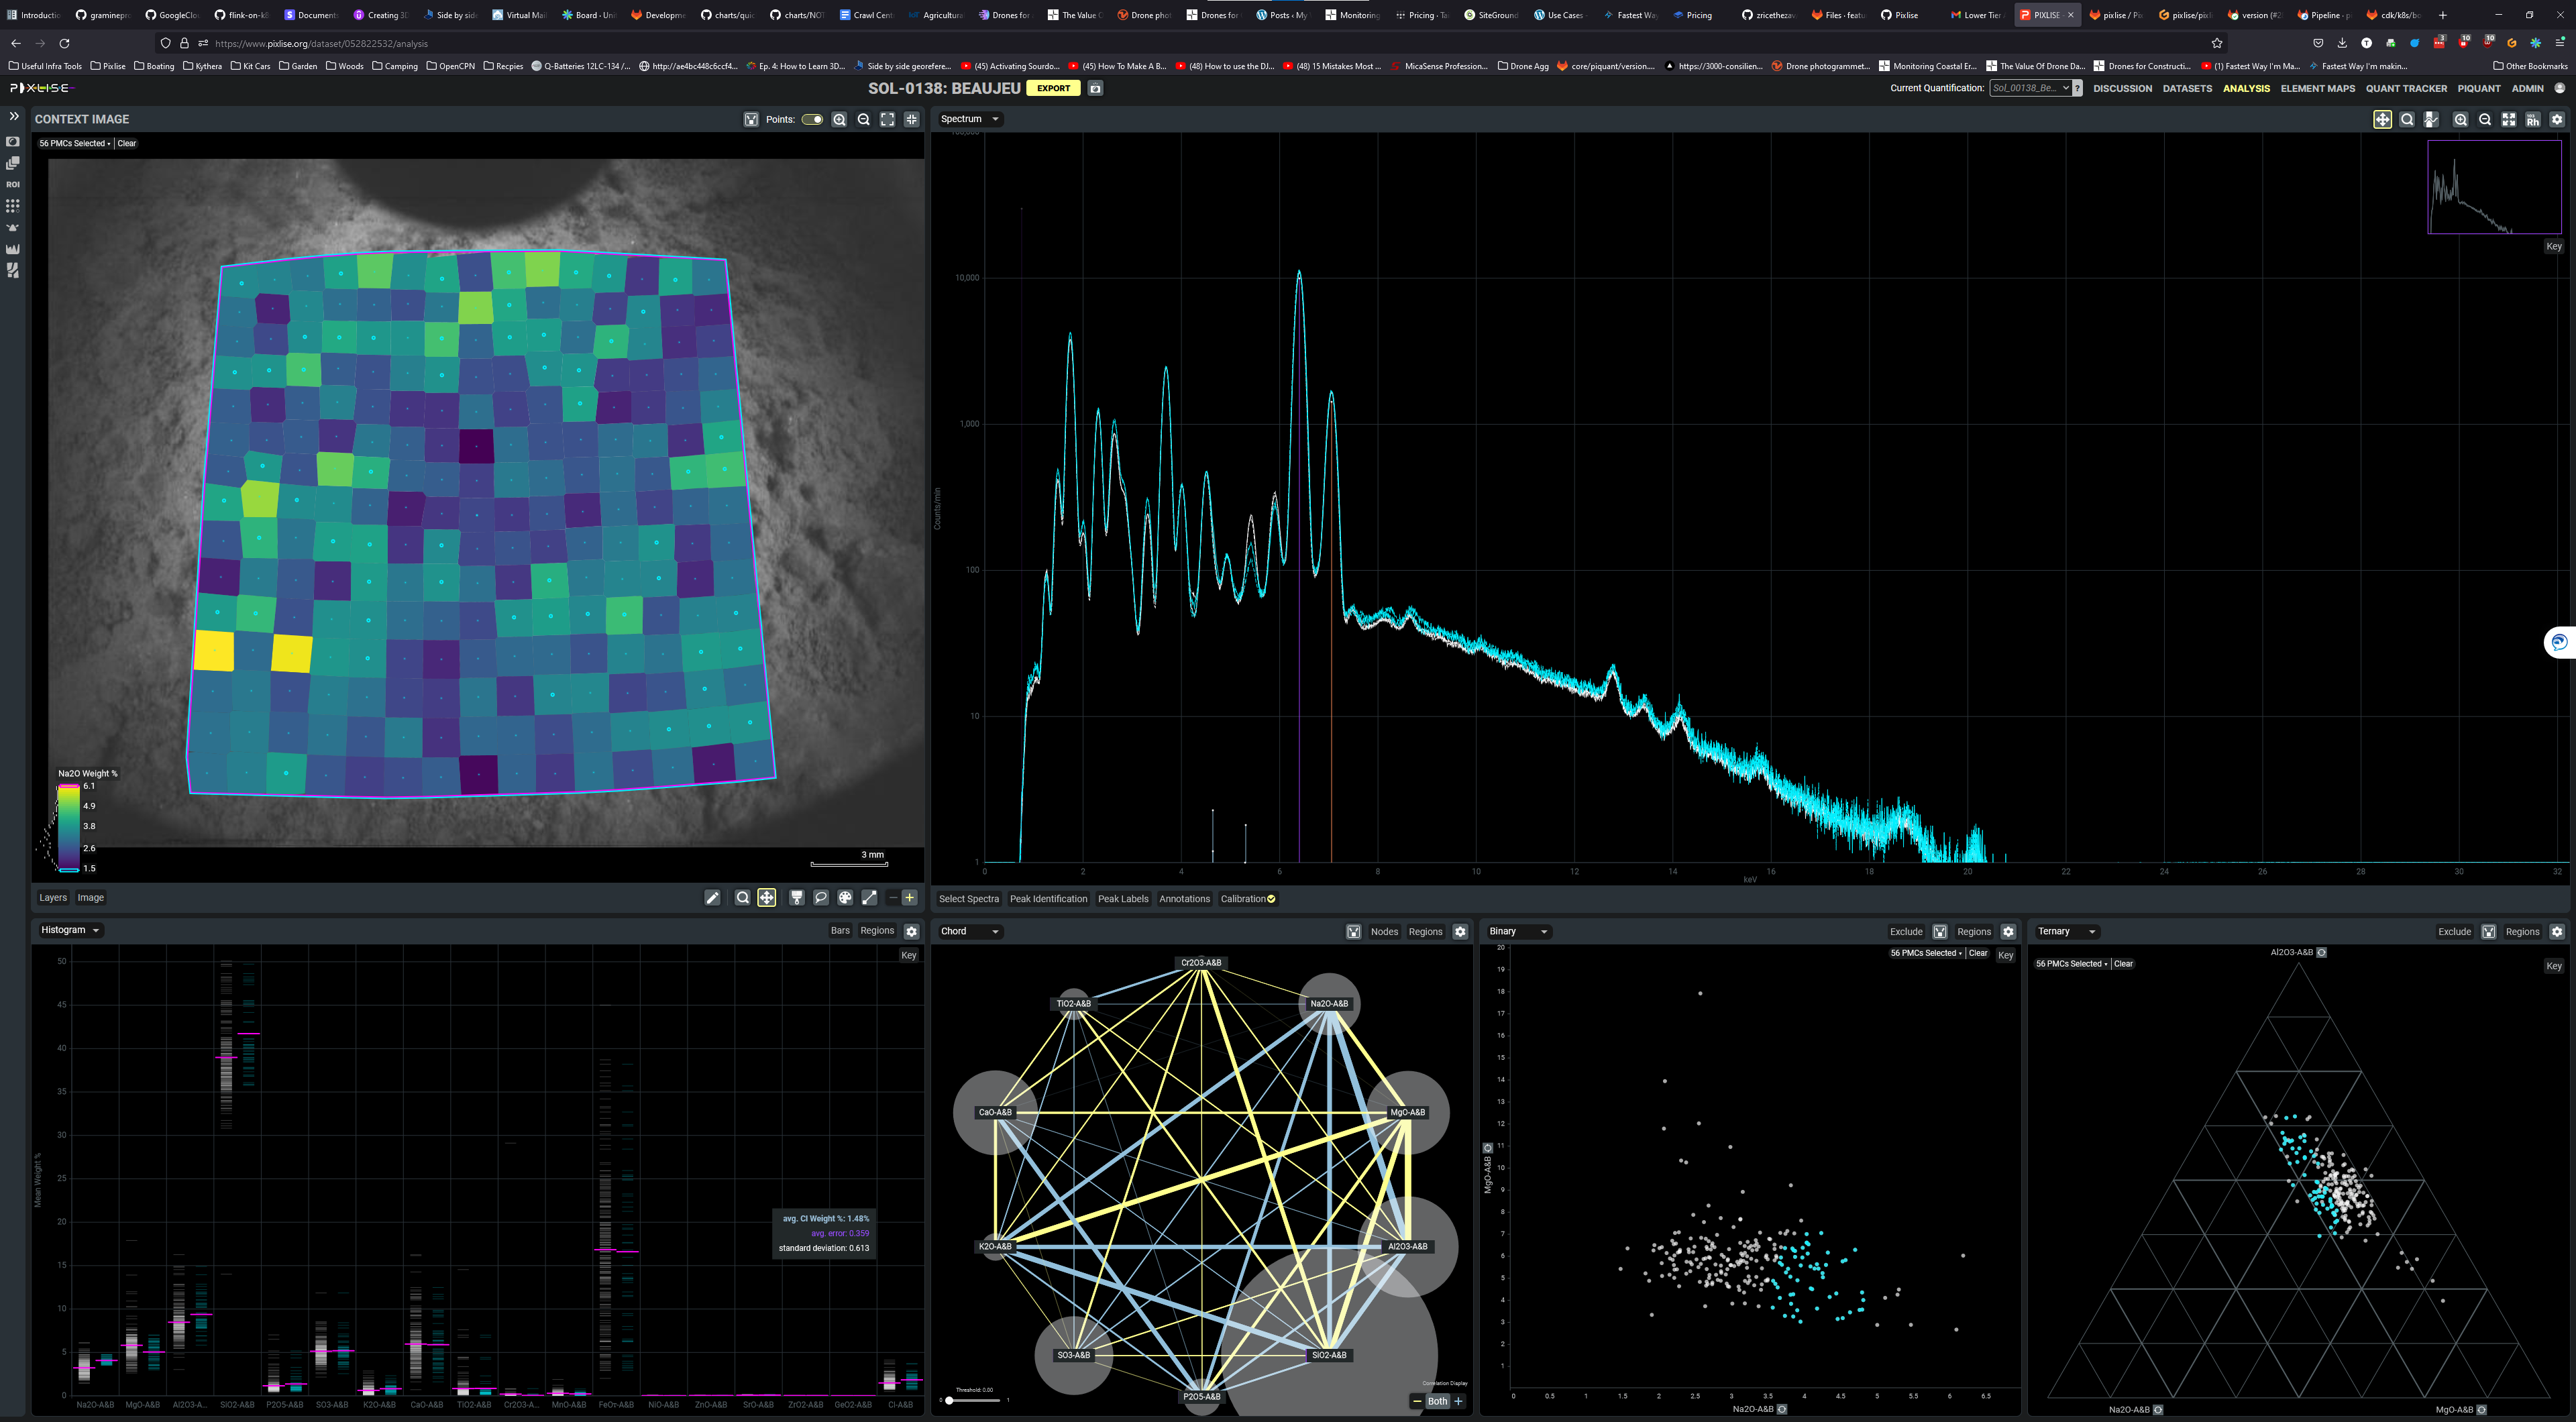 Introductio
graminepr
GoogleClo
flink-on-k8
Documents
Creating 3D
Side by side
Virtual Mail
Board - Uni
Developme
charts/quic
charts/NOT
Crawl Cent
Agricultura
Drones for
The Value O
Drone phot
Drones for
Posts ‹ My
Monitoring
Pricing - Tai
SiteGround
Use Cases -
Fastest Way
Pricing
zricethezav
Files · featu
Pixlise
Lower Tier
PIXLISE
pixlise / Pi
pixlise/pixl
version (#2
Pipeline · p
cdk/k8s/bo
https://www.pixlise.org/dataset/052822532/analysis
Useful Infra Tools
Pixlise
Boating
Kythera
Kit Cars
Garden
Woods
Camping
OpenCPN
Recpies
Q-Batteries 12LC-134 /...
http://ae4bc448c6ccf4...
Ep. 4: How to Learn 3D...
Side by side georefere...
(45) Activating Sourdo...
(45) How To Make A B...
(48) How to use the DJ...
(48) 15 Mistakes Most ...
MicaSense Profession...
Drone Agg
core/piquant/version....
https://3000-consilien...
Drone photogrammet...
Monitoring Coastal Er...
The Value Of Drone Da...
Drones for Constructi...
(1) Fastest Way I'm Ma...
Fastest Way I'm makin...
Other Bookmarks
PIXLISE
SOL-0138: BEAUJEU
EXPORT
Current Quantification:
Sol_00138_Be...
?
DISCUSSION
DATASETS
ANALYSIS
ELEMENT MAPS
QUANT TRACKER
PIQUANT
ADMIN
CONTEXT IMAGE
Points:
56 PMCs Selected
Clear
ROI
Na2O Weight %
6.1
4.9
3.8
2.6
1.5
3 mm
Layers
Image
Spectrum
Rh
Key
10,000
1,000
100
10
1
Counts/min
0 2 4 6 8 10 12 14 16 18 20 22 24 26 28 30 32
keV
Select Spectra
Peak Identification
Peak Labels
Annotations
Calibration
Histogram
Bars
Regions
Key
50
45
40
35
30
25
20
15
10
5
0
Mean Weight %
avg. Cl Weight %: 1.48%
avg. error: 0.359
standard deviation: 0.613
Na2O-A&B
MgO-A&B
Al2O3-A...
SiO2-A&B
P2O5-A&B
SO3-A&B
K2O-A&B
CaO-A&B
TiO2-A&B
Cr2O3-A...
MnO-A&B
FeOт-A&B
NiO-A&B
ZnO-A&B
SrO-A&B
ZrO2-A&B
GeO2-A&B
Cl-A&B
Chord
Nodes
Regions
Cr2O3-A&B
TiO2-A&B
Na2O-A&B
CaO-A&B
MgO-A&B
K2O-A&B
Al2O3-A&B
SO3-A&B
SiO2-A&B
P2O5-A&B
Threshold: 0.00
0
1
Correlation Display
Both
Binary
Exclude
Regions
56 PMCs Selected
Clear
Key
20
19
18
17
16
15
14
13
12
11
10
9
8
7
6
5
4
3
2
1
MgO-A&B
0 0.5 1 1.5 2 2.5 3 3.5 4 4.5 5 5.5 6 6.5
Na2O-A&B
Ternary
Exclude
Regions
56 PMCs Selected
Clear
Key
Al2O3-A&B
Na2O-A&B
MgO-A&B